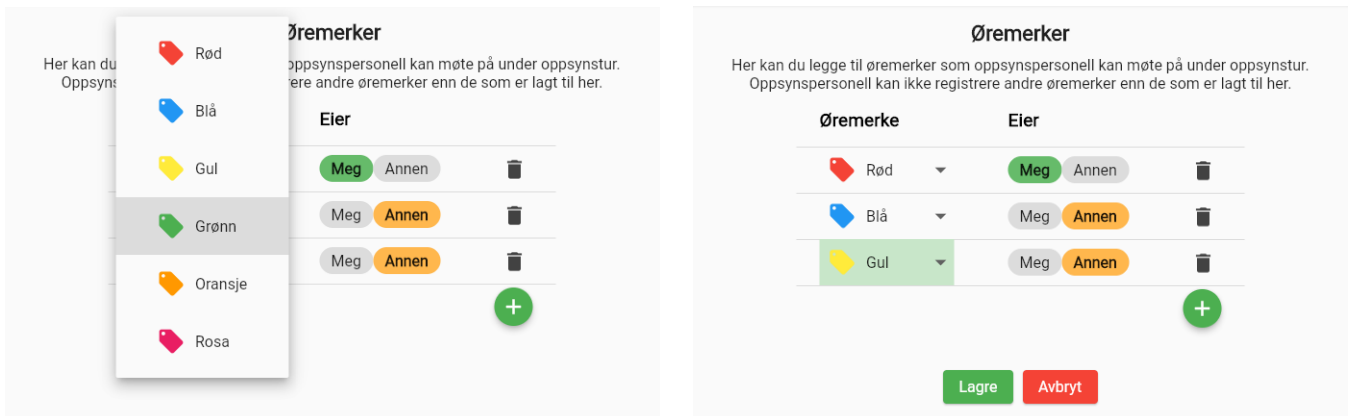 Rød
Blå
Gul
Grønn
Oransje
Rosa
Øremerker
Her kan du
oppsynspersonell kan møte på under oppsynstur.
Oppsyns
rere andre øremerker enn de som er lagt til her.
Eier
Meg Annen
Meg Annen
Meg Annen
+
Øremerker
Her kan du legge til øremerker som oppsynspersonell kan møte på under oppsynstur.
Oppsynspersonell kan ikke registrere andre øremerker enn de som er lagt til her.
Øremerke Eier
Rød Meg Annen
Blå Meg Annen
Gul Meg Annen
+
Lagre Avbryt